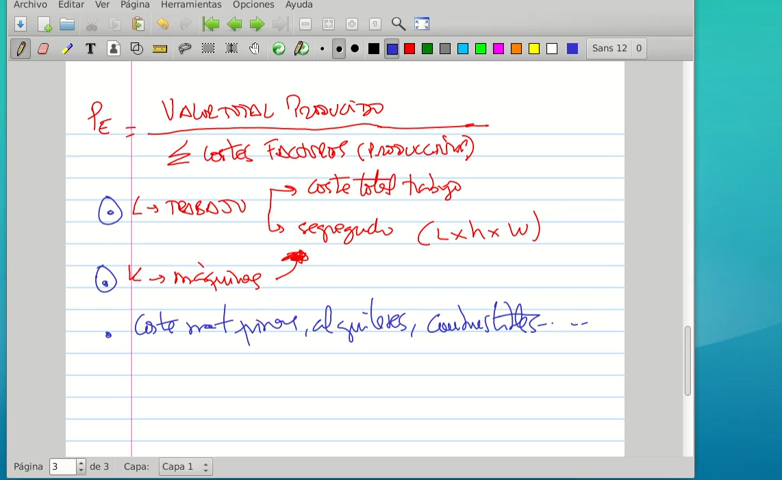 Archivo Editar Ver Página Herramientas Opciones Ayuda
T Sans 12 0
PE = VALOR TOTAL PRODUCIDO
Σ COSTES FACTORES (PRODUCCIÓN)
L → TRABAJO → coste total trabajo
→ segregado (L x h x W)
K → máquinas
Coste mat primas, alquileres, combustibles ... ...
Página 3 de 3 Capa: Capa 1